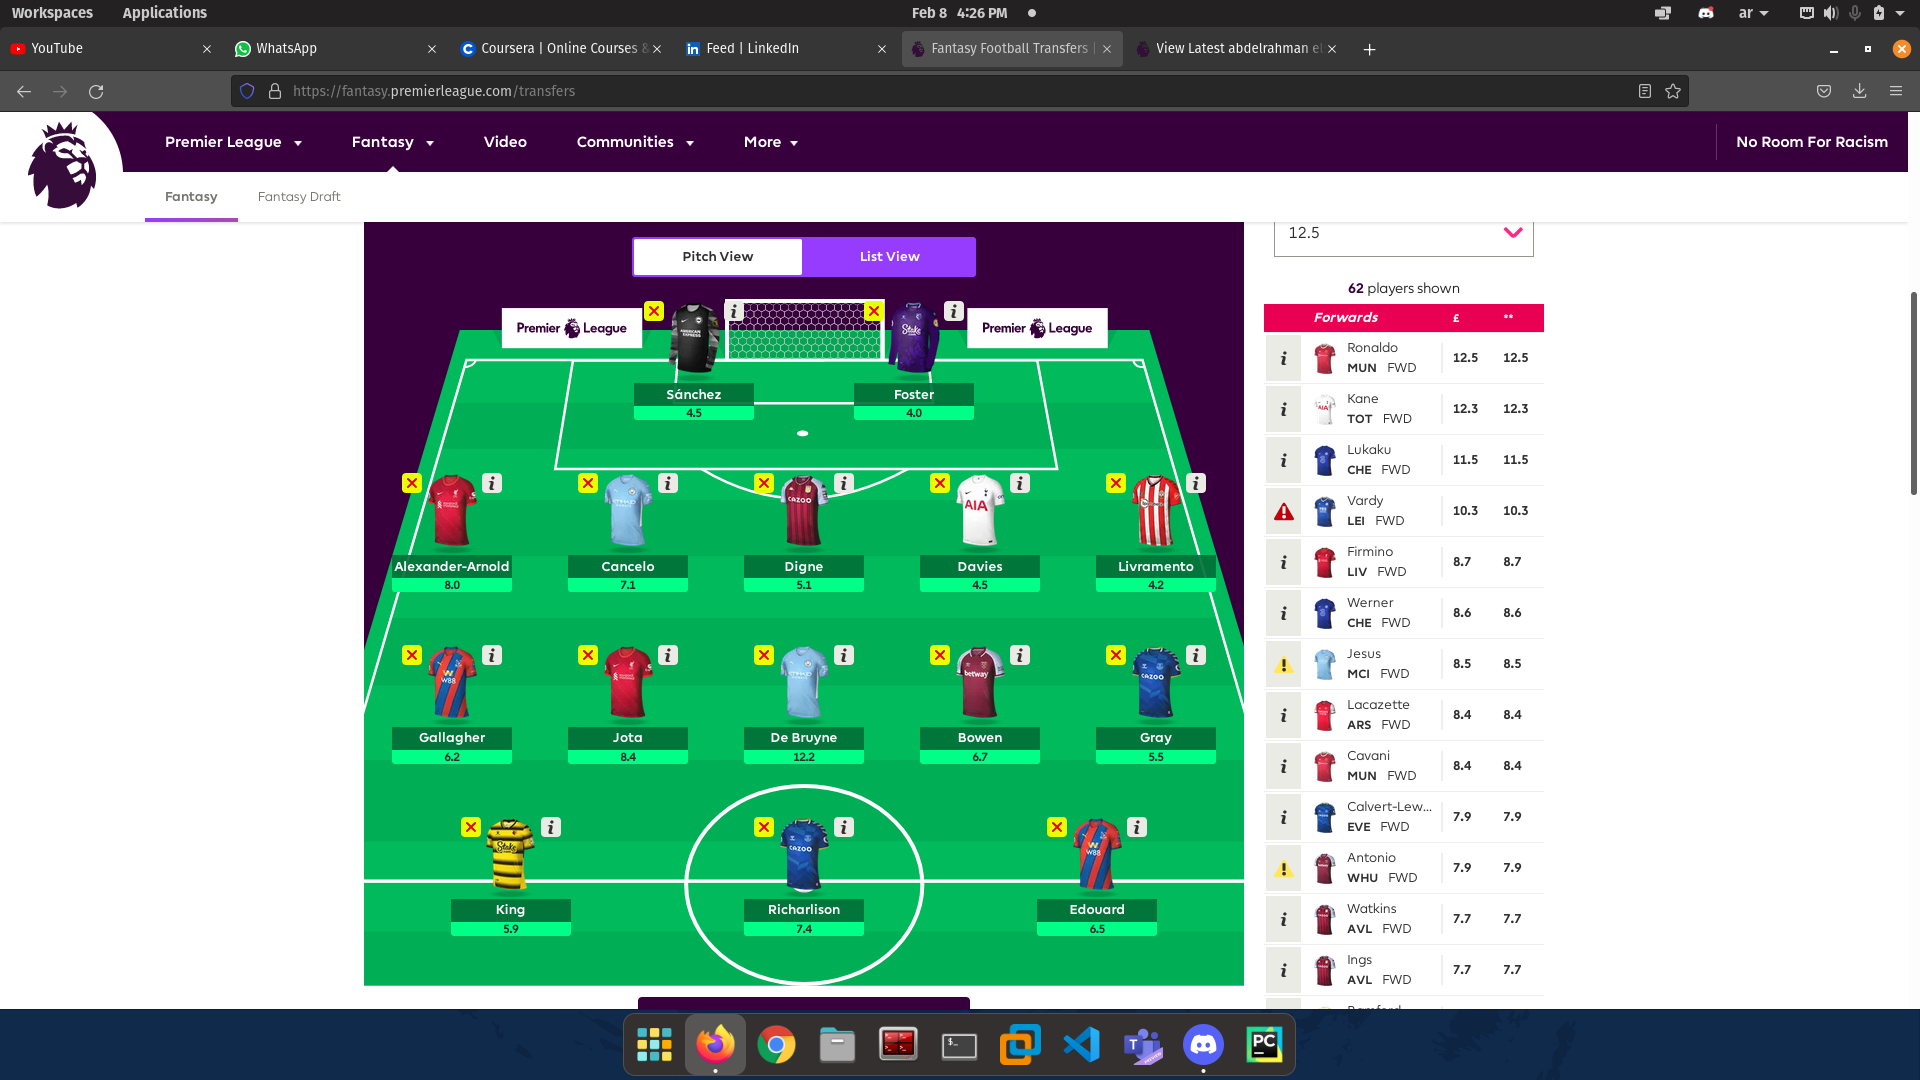 Workspaces Applications Feb 8 4:26 PM ar
YouTube WhatsApp Coursera | Online Courses & Feed | LinkedIn Fantasy Football Transfers | View Latest abdelrahman el
https://fantasy.premierleague.com/transfers
Premier League Fantasy Video Communities More No Room For Racism
Fantasy Fantasy Draft
Pitch View List View
Premier League Premier League
Sánchez Foster
4.5 4.0
Alexander-Arnold Cancelo Digne Davies Livramento
8.0 7.1 5.1 4.5 4.2
Gallagher Jota De Bruyne Bowen Gray
6.2 8.4 12.2 6.7 5.5
King Richarlison Edouard
5.9 7.4 6.5
12.5
62 players shown
Forwards £ **
Ronaldo
MUN FWD 12.5 12.5
Kane
TOT FWD 12.3 12.3
Lukaku
CHE FWD 11.5 11.5
Vardy
LEI FWD 10.3 10.3
Firmino
LIV FWD 8.7 8.7
Werner
CHE FWD 8.6 8.6
Jesus
MCI FWD 8.5 8.5
Lacazette
ARS FWD 8.4 8.4
Cavani
MUN FWD 8.4 8.4
Calvert-Lew...
EVE FWD 7.9 7.9
Antonio
WHU FWD 7.9 7.9
Watkins
AVL FWD 7.7 7.7
Ings
AVL FWD 7.7 7.7